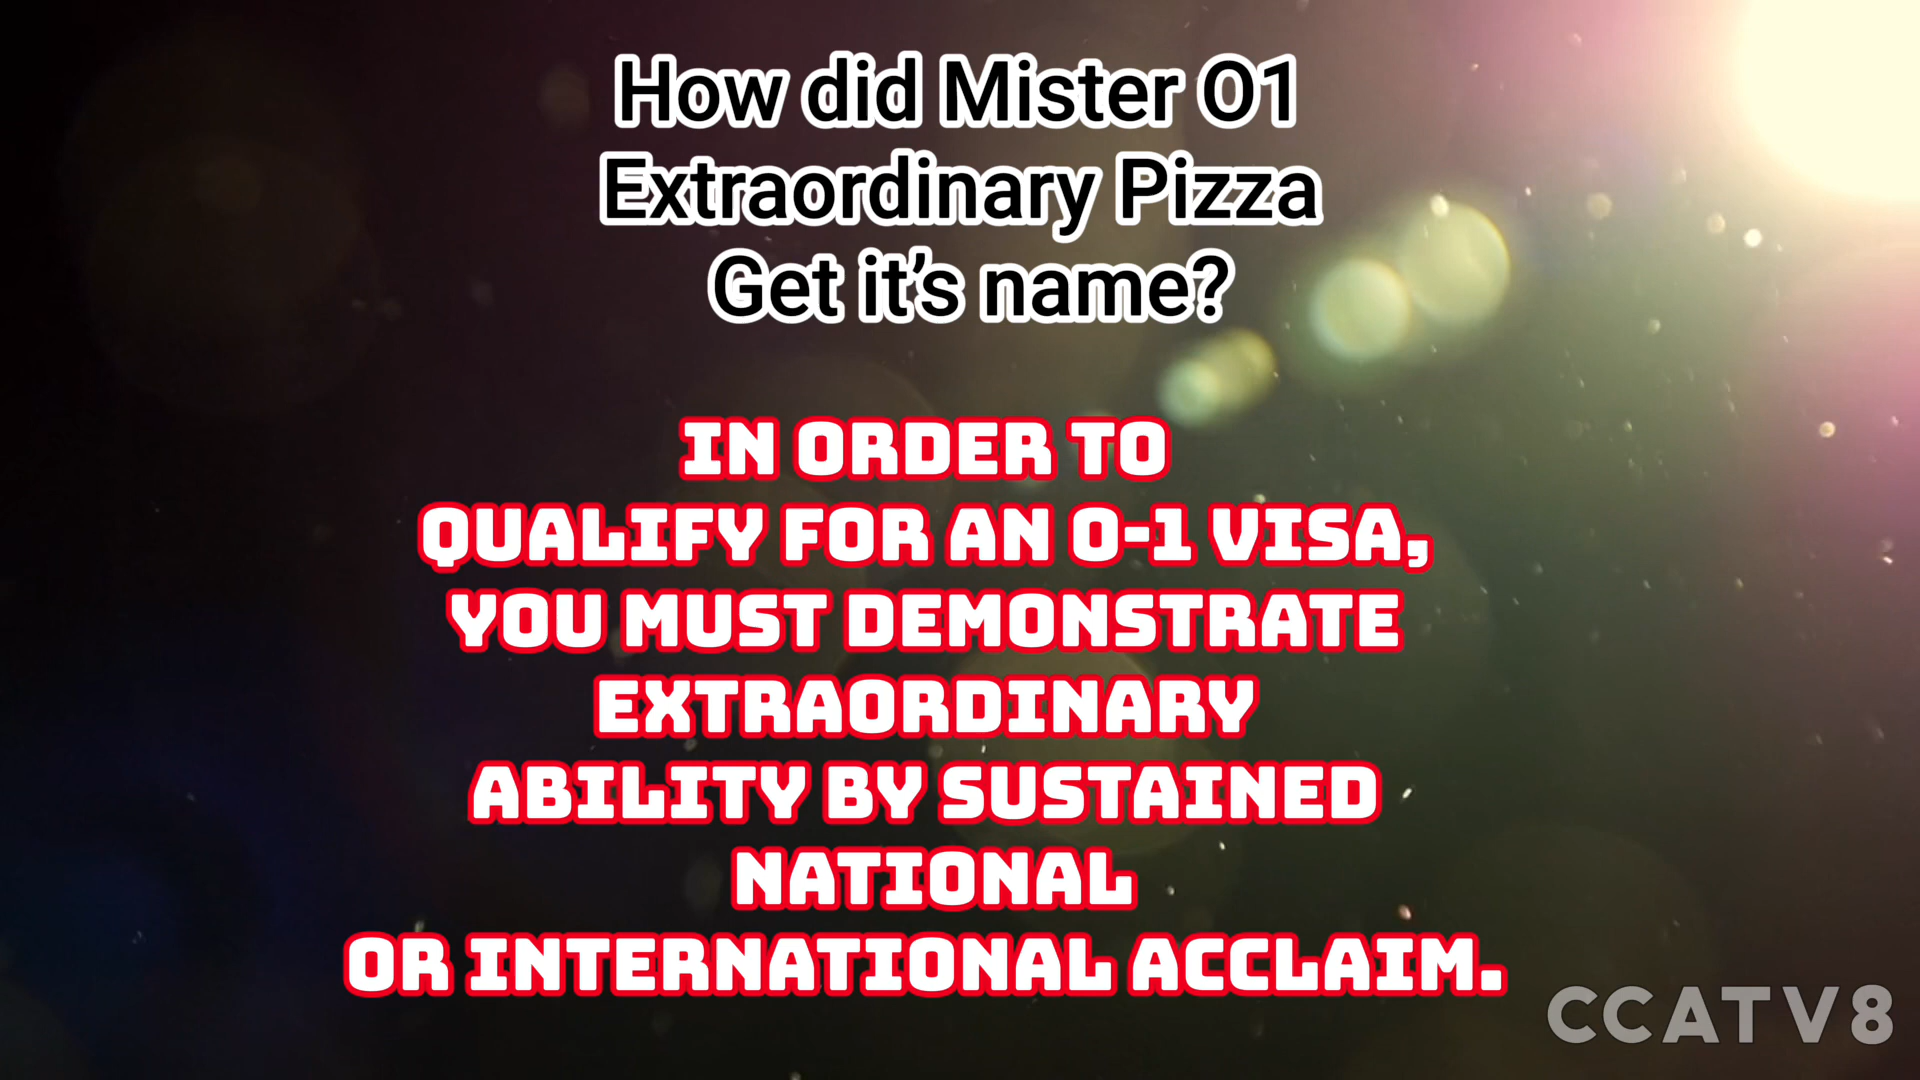 How did Mister O1
Extraordinary Pizza
Get it’s name?
IN ORDER TO
QUALIFY FOR AN O-1 VISA,
YOU MUST DEMONSTRATE
EXTRAORDINARY
ABILITY BY SUSTAINED
NATIONAL
OR INTERNATIONAL ACCLAIM.
CCATV8